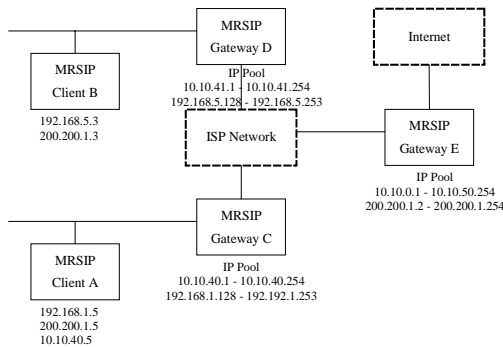 MRSIP
Gateway D
Internet
MRSIP
Client B
IP Pool
10.10.41.1 - 10.10.41.254
192.168.5.128 - 192.168.5.253
192.168.5.3
200.200.1.3
ISP Network
MRSIP
Gateway E
IP Pool
10.10.0.1 - 10.10.50.254
200.200.1.2 - 200.200.1.254
MRSIP
Gateway C
MRSIP
Client A
IP Pool
10.10.40.1 - 10.10.40.254
192.168.1.128 - 192.192.1.253
192.168.1.5
200.200.1.5
10.10.40.5